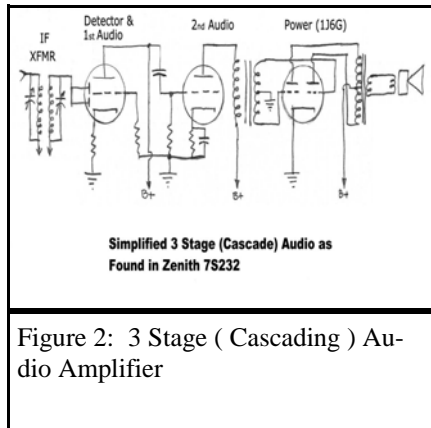 Detector &
1st Audio
2nd Audio
Power (1J6G)
IF
XFMR
B+
B+
B+
Simplified 3 Stage (Cascade) Audio as
Found in Zenith 7S232
Figure 2:  3 Stage ( Cascading ) Au-
dio Amplifier